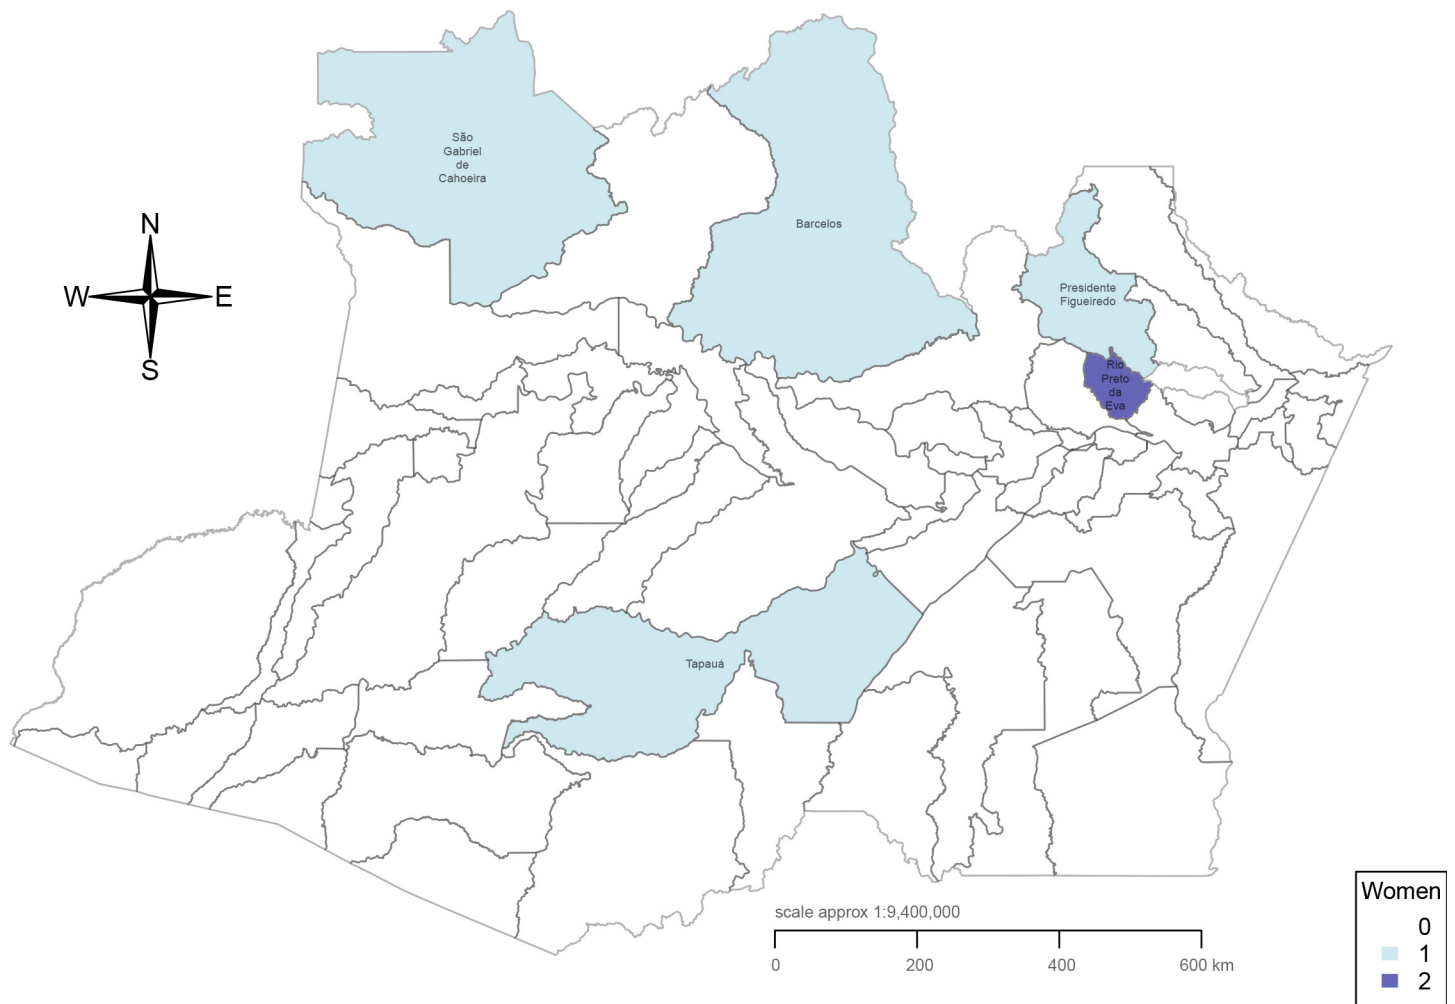 São
Gabriel
de
Cahoeira
Barcelos
N
W
E
S
Presidente
Figueiredo
Rio
Preto
da
Eva
Tapauá
scale approx 1:9,400,000
0
200
400
600 km
Women
0
1
2